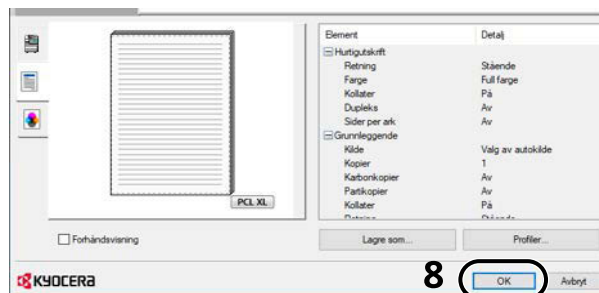 Element Detalj
Hurtigutskrift
Retning Stående
Farge Full farge
Kollater På
Dupleks Av
Sider per ark Av
Grunnleggende
Kilde Valg av autokilde
Kopier 1
Karbonkopier Av
Partikopier Av
Kollater På
PCL XL
Forhåndsvisning
Lagre som... Profiler...
KYOCERA
8 OK Avbryt